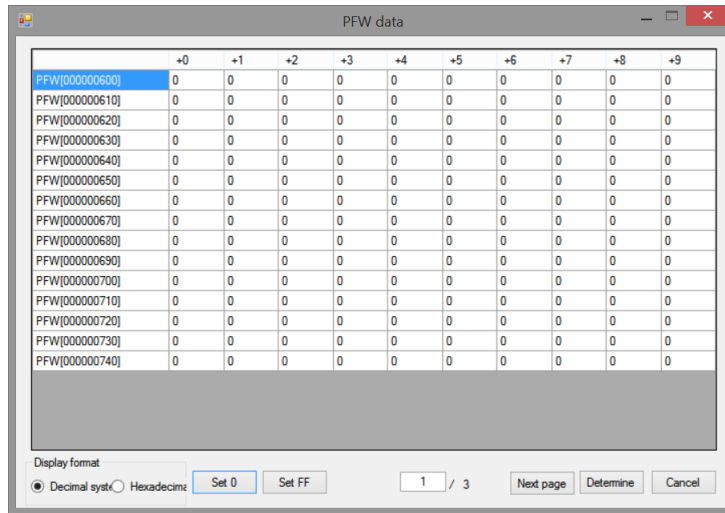 PFW data
+0 +1 +2 +3 +4 +5 +6 +7 +8 +9
PFW[000000600] 0 0 0 0 0 0 0 0 0 0
PFW[000000610] 0 0 0 0 0 0 0 0 0 0
PFW[000000620] 0 0 0 0 0 0 0 0 0 0
PFW[000000630] 0 0 0 0 0 0 0 0 0 0
PFW[000000640] 0 0 0 0 0 0 0 0 0 0
PFW[000000650] 0 0 0 0 0 0 0 0 0 0
PFW[000000660] 0 0 0 0 0 0 0 0 0 0
PFW[000000670] 0 0 0 0 0 0 0 0 0 0
PFW[000000680] 0 0 0 0 0 0 0 0 0 0
PFW[000000690] 0 0 0 0 0 0 0 0 0 0
PFW[000000700] 0 0 0 0 0 0 0 0 0 0
PFW[000000710] 0 0 0 0 0 0 0 0 0 0
PFW[000000720] 0 0 0 0 0 0 0 0 0 0
PFW[000000730] 0 0 0 0 0 0 0 0 0 0
PFW[000000740] 0 0 0 0 0 0 0 0 0 0
Display format
Decimal syste Hexadecima Set 0 Set FF 1 / 3 Next page Determine Cancel